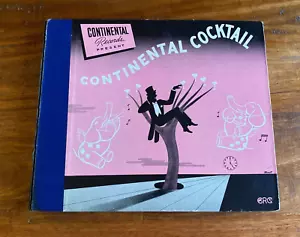 CONTINENTAL
Records
PRESENT
CONTINENTAL COCKTAIL
CRC